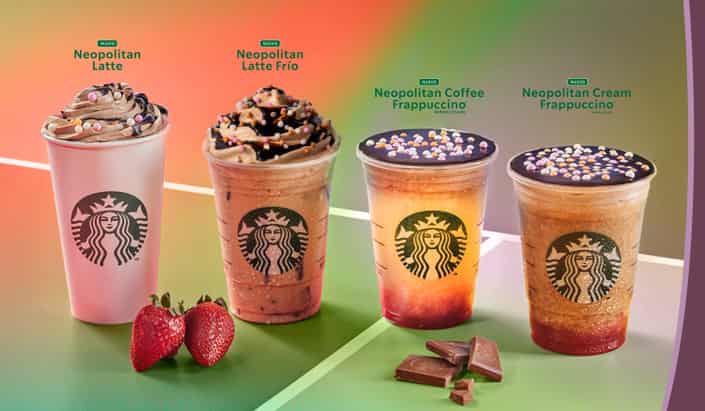 NUEVO
Neopolitan
Latte
NUEVO
Neopolitan
Latte Frío
NUEVO
Neopolitan Coffee
Frappuccino
NUEVO
Neopolitan Cream
Frappuccino